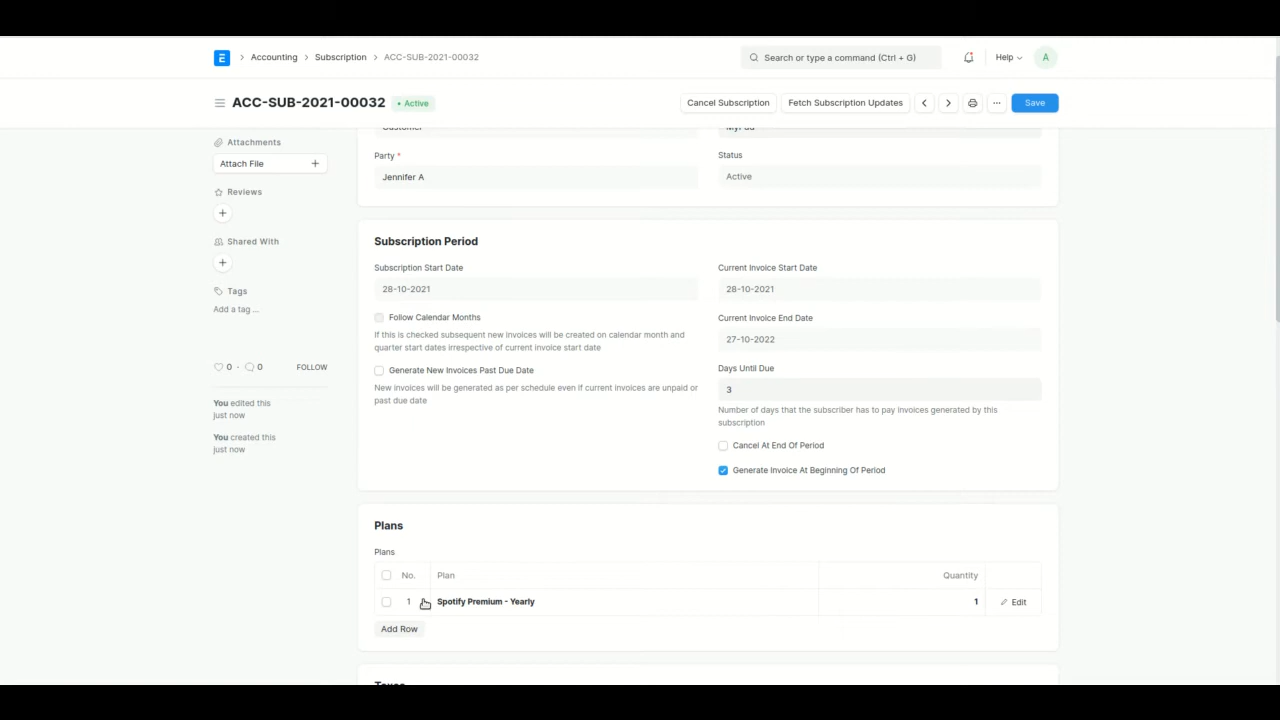 Accounting > Subscription > ACC-SUB-2021-00032
Search or type a command (Ctrl + G)
Help
A
ACC-SUB-2021-00032
Active
Cancel Subscription
Fetch Subscription Updates
Save
Attachments
Attach File
Reviews
Shared With
Tags
Add a tag ...
0 · 0 FOLLOW
You edited this
just now
You created this
just now
Customer
Party *
Jennifer A
Status
Active
Subscription Period
Subscription Start Date
28-10-2021
Follow Calendar Months
If this is checked subsequent new invoices will be created on calendar month and
quarter start dates irrespective of current invoice start date
Generate New Invoices Past Due Date
New invoices will be generated as per schedule even if current invoices are unpaid or
past due date
Current Invoice Start Date
28-10-2021
Current Invoice End Date
27-10-2022
Days Until Due
3
Number of days that the subscriber has to pay invoices generated by this
subscription
Cancel At End Of Period
Generate Invoice At Beginning Of Period
Plans
Plans
No. Plan Quantity
1 Spotify Premium - Yearly 1 Edit
Add Row
Taxes